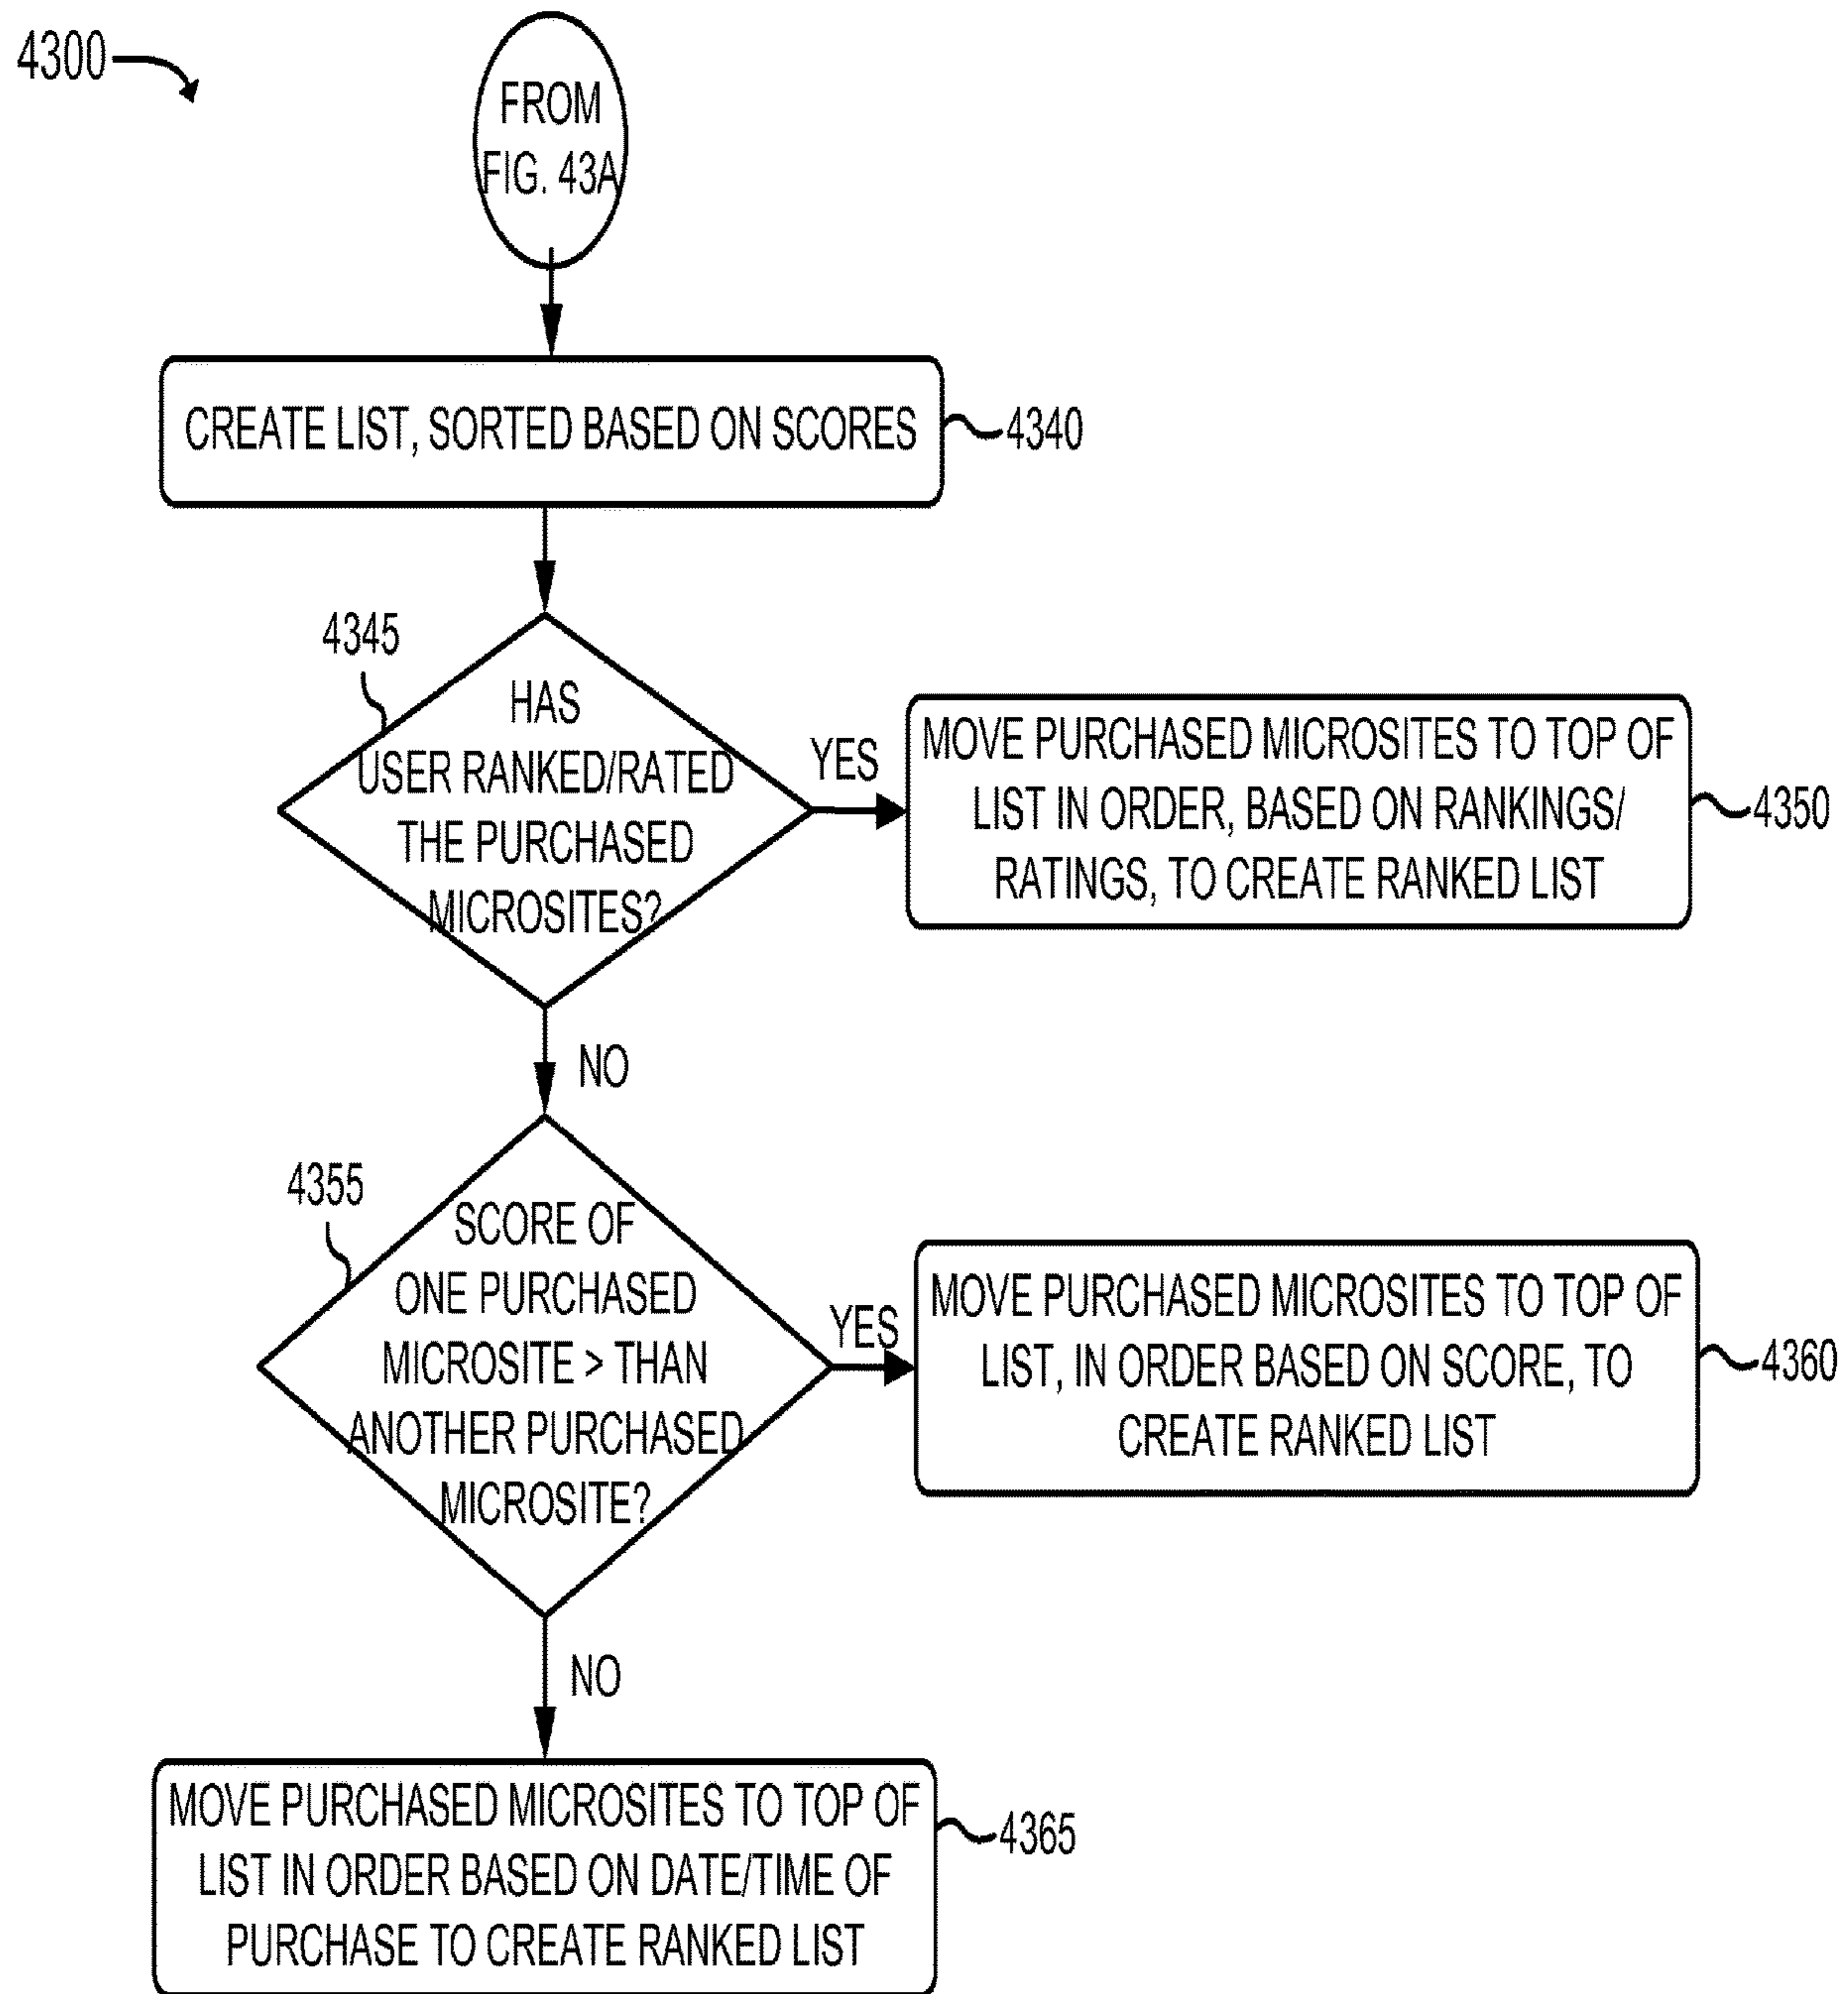 4300
FROM
FIG. 43A
CREATE LIST, SORTED BASED ON SCORES
4340
4345
HAS
USER RANKED/RATED
THE PURCHASED
MICROSITES?
YES
MOVE PURCHASED MICROSITES TO TOP OF
LIST IN ORDER, BASED ON RANKINGS/
RATINGS, TO CREATE RANKED LIST
4350
NO
4355
SCORE OF
ONE PURCHASED
MICROSITE > THAN
ANOTHER PURCHASED
MICROSITE?
YES
MOVE PURCHASED MICROSITES TO TOP OF
LIST, IN ORDER BASED ON SCORE, TO
CREATE RANKED LIST
4360
NO
MOVE PURCHASED MICROSITES TO TOP OF
LIST IN ORDER BASED ON DATE/TIME OF
PURCHASE TO CREATE RANKED LIST
4365